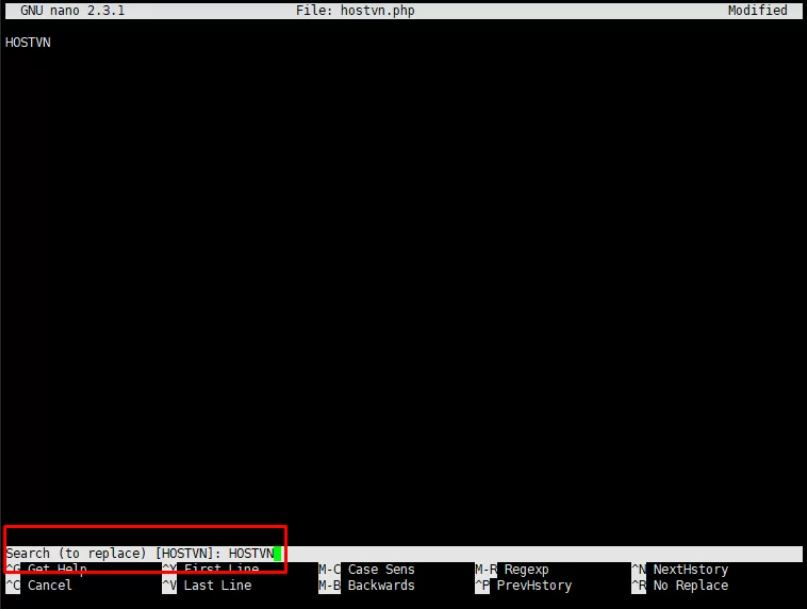 GNU nano 2.3.1 File: hostvn.php Modified
HOSTVN
Search (to replace) [HOSTVN]: HOSTVN
^G Get Help ^Y First Line M-C Case Sens M-R Regexp ^N NextHstory
^C Cancel ^V Last Line M-B Backwards ^P PrevHstory ^R No Replace